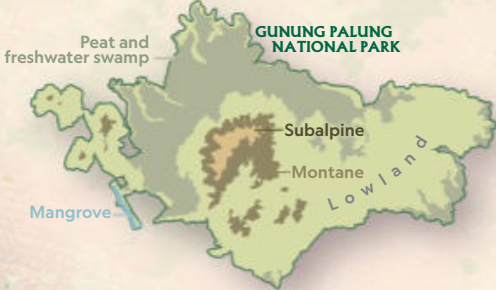 GUNUNG PALUNG
NATIONAL PARK
Peat and
freshwater swamp
Subalpine
Montane
Lowland
Mangrove